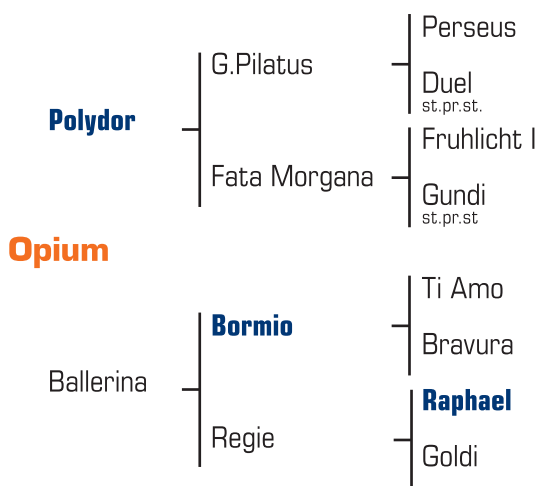 Perseus
G.Pilatus
Duel
st.pr.st.
Polydor
Fruhlicht I
Fata Morgana
Gundi
st.pr.st
Opium
Ti Amo
Bormio
Bravura
Ballerina
Raphael
Regie
Goldi